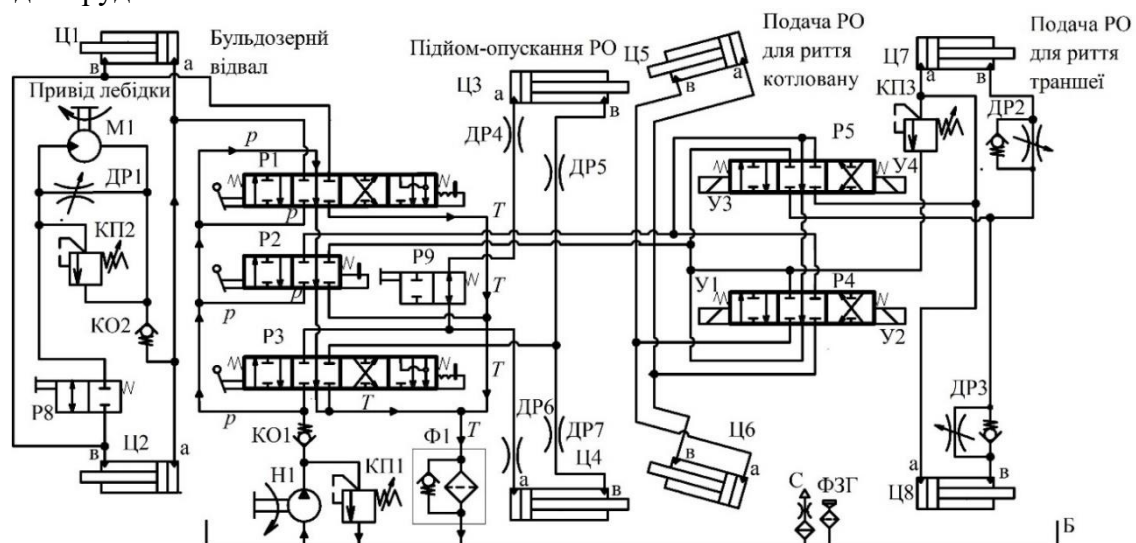 Ц1
Бульдозернй
відвал
Привід лебідки
М1
ДР1
КП2
КО2
Р8
Ц2
а
в
в
а
р
Р1
Т
р
Р2
р
Р9
Т
Р3
Т
Т
р
КО1
Н1
КП1
Ф1
Т
Підйом-опускання РО
Ц3
а
в
ДР4
ДР5
ДР6
ДР7
Ц4
а
в
Ц5
Подача РО
для риття
котловану
в
а
Р5
У3
У4
У1
Р4
У2
Ц6
в
а
С
ФЗГ
Ц7
Подача РО
для риття
траншеї
а
в
КП3
ДР2
ДР3
а
в
Ц8
Б